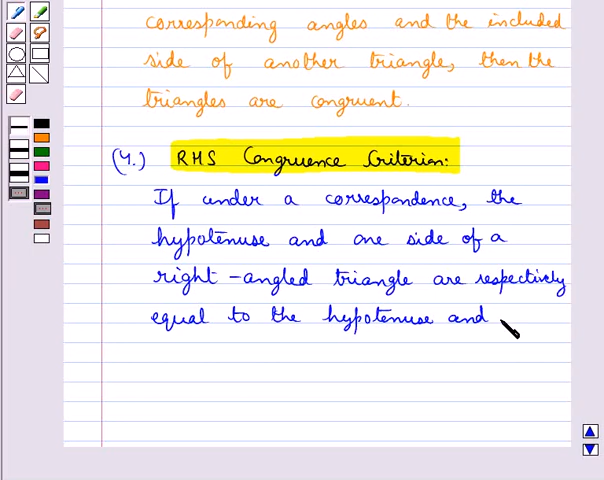 corresponding angles and the included
side of another triangle, then the
triangles are congruent.
(4.) RHS Congruence Criterion:
If under a correspondence, the
hypotenuse and one side of a
right-angled triangle are respectively
equal to the hypotenuse and